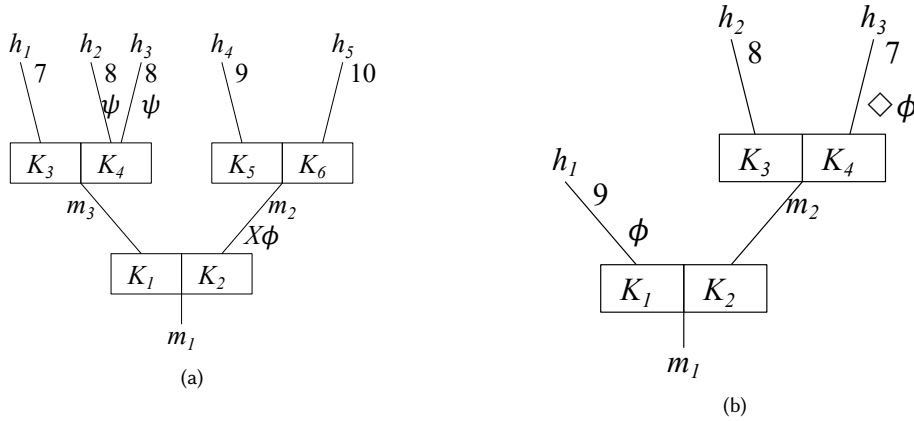 h1 h2 h3 h4 h5
7 8 8 9 10
ψ ψ
K3 K4 K5 K6
m3 m2
Xϕ
K1 K2
m1
(a)
h2 h3
8 7
◇ϕ
K3 K4
h1
9
m2
ϕ
K1 K2
m1
(b)